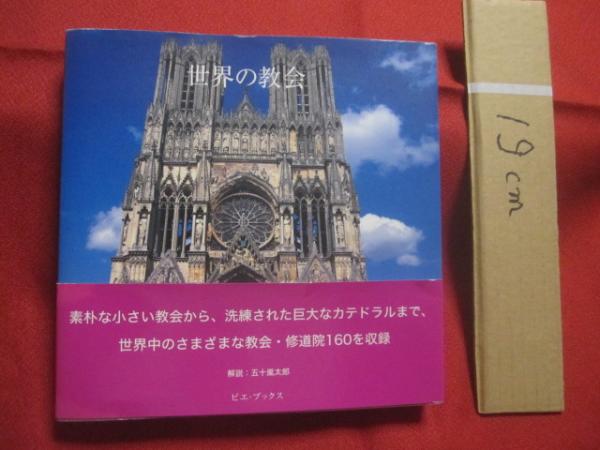 世界の教会
素朴な小さい教会から、洗練された巨大なカテドラルまで、
世界中のさまざまな教会・修道院160を収録
解説：五十嵐太郎
ピエ・ブックス
19cm